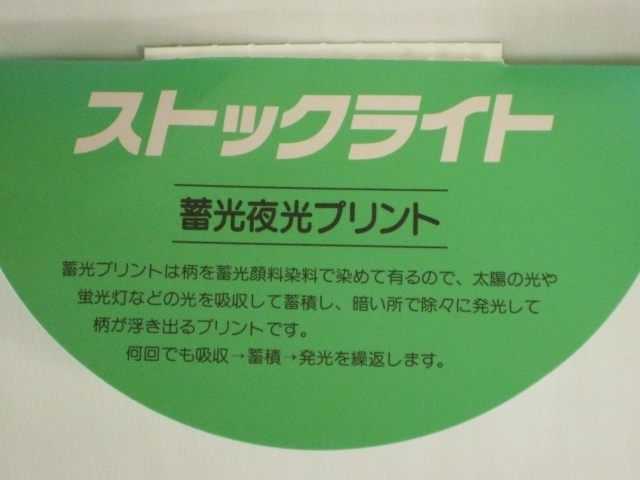 ストックライト
蓄光夜光プリント
蓄光プリントは柄を蓄光顔料染料で染めて有るので、太陽の光や
蛍光灯などの光を吸収して蓄積し、暗い所で除々に発光して
柄が浮き出るプリントです。
何回でも吸収→蓄積→発光を繰返します。